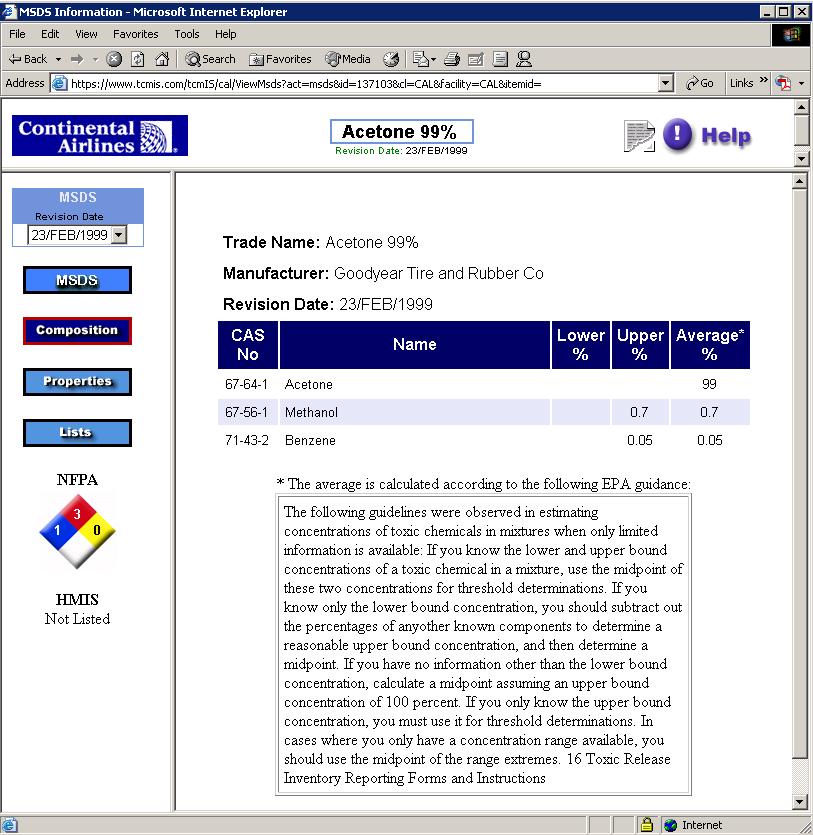 MSDS Information - Microsoft Internet Explorer
File Edit View Favorites Tools Help
Back Search Favorites Media
Address https://www.tcmis.com/tcmIS/cal/ViewMsds?act=msds&id=137103&cl=CAL&facility=CAL&itemid= Go Links »
Continental
Airlines
Acetone 99%
Revision Date: 23/FEB/1999
! Help
MSDS
Revision Date
23/FEB/1999
MSDS
Composition
Properties
Lists
NFPA
3
1 0
HMIS
Not Listed
Trade Name: Acetone 99%
Manufacturer: Goodyear Tire and Rubber Co
Revision Date: 23/FEB/1999
CAS No Name Lower % Upper % Average* %
67-64-1 Acetone 99
67-56-1 Methanol 0.7 0.7
71-43-2 Benzene 0.05 0.05
* The average is calculated according to the following EPA guidance:
The following guidelines were observed in estimating
concentrations of toxic chemicals in mixtures when only limited
information is available: If you know the lower and upper bound
concentrations of a toxic chemical in a mixture, use the midpoint of
these two concentrations for threshold determinations. If you
know only the lower bound concentration, you should subtract out
the percentages of anyother known components to determine a
reasonable upper bound concentration, and then determine a
midpoint. If you have no information other than the lower bound
concentration, calculate a midpoint assuming an upper bound
concentration of 100 percent. If you only know the upper bound
concentration, you must use it for threshold determinations. In
cases where you only have a concentration range available, you
should use the midpoint of the range extremes. 16 Toxic Release
Inventory Reporting Forms and Instructions
Internet